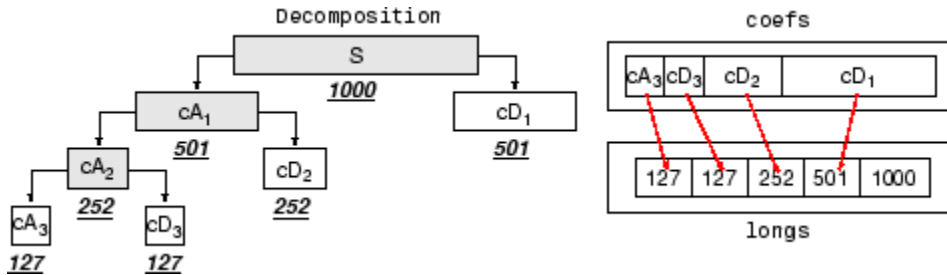 Decomposition
S
1000
cA₁
501
cD₁
501
cA₂
252
cD₂
252
cA₃
127
cD₃
127
coefs
cA₃ cD₃ cD₂ cD₁
127 127 252 501 1000
longs